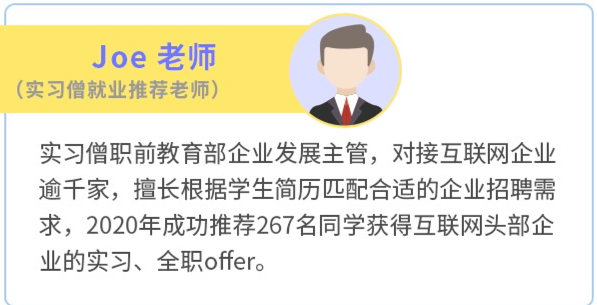 Joe 老师
（实习僧就业推荐老师）
实习僧职前教育部企业发展主管，对接互联网企业
逾千家，擅长根据学生简历匹配合适的企业招聘需
求，2020年成功推荐267名同学获得互联网头部企
业的实习、全职offer。